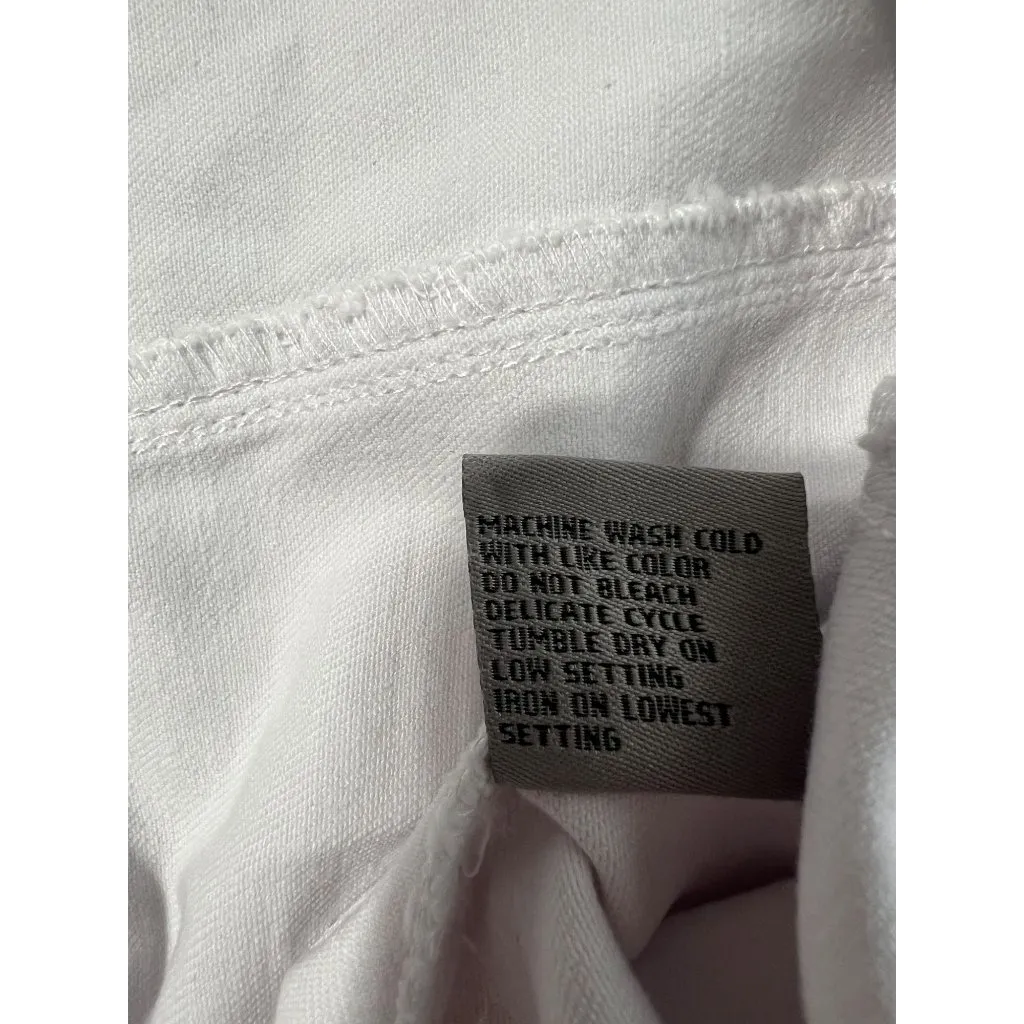 MACHINE WASH COLD
WITH LIKE COLOR
DO NOT BLEACH
DELICATE CYCLE
TUMBLE DRY ON
LOW SETTING
IRON ON LOWEST
SETTING